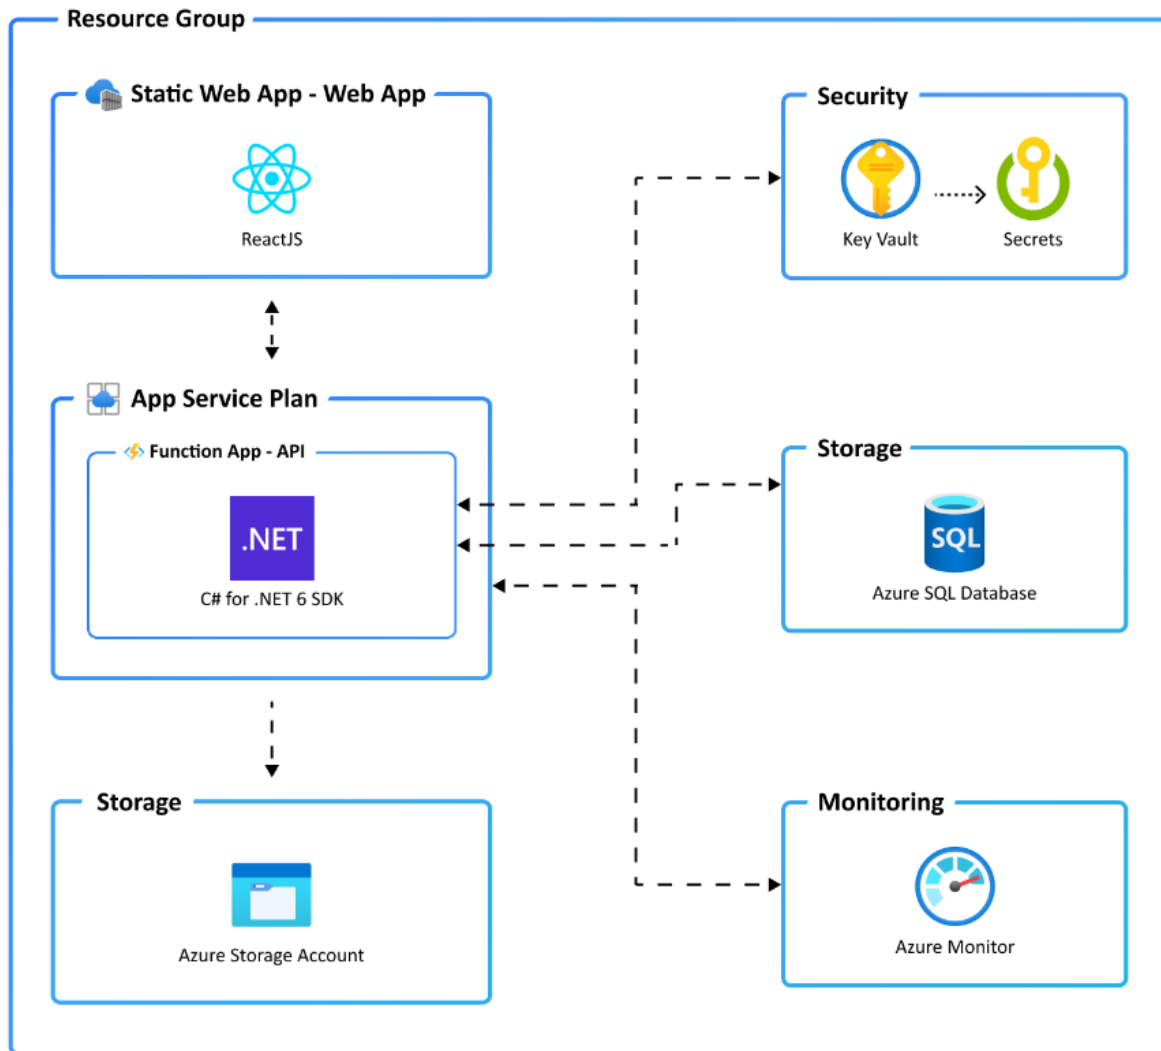 Resource Group
Static Web App - Web App
ReactJS
Security
Key Vault
Secrets
App Service Plan
Function App - API
.NET
C# for .NET 6 SDK
Storage
SQL
Azure SQL Database
Storage
Azure Storage Account
Monitoring
Azure Monitor